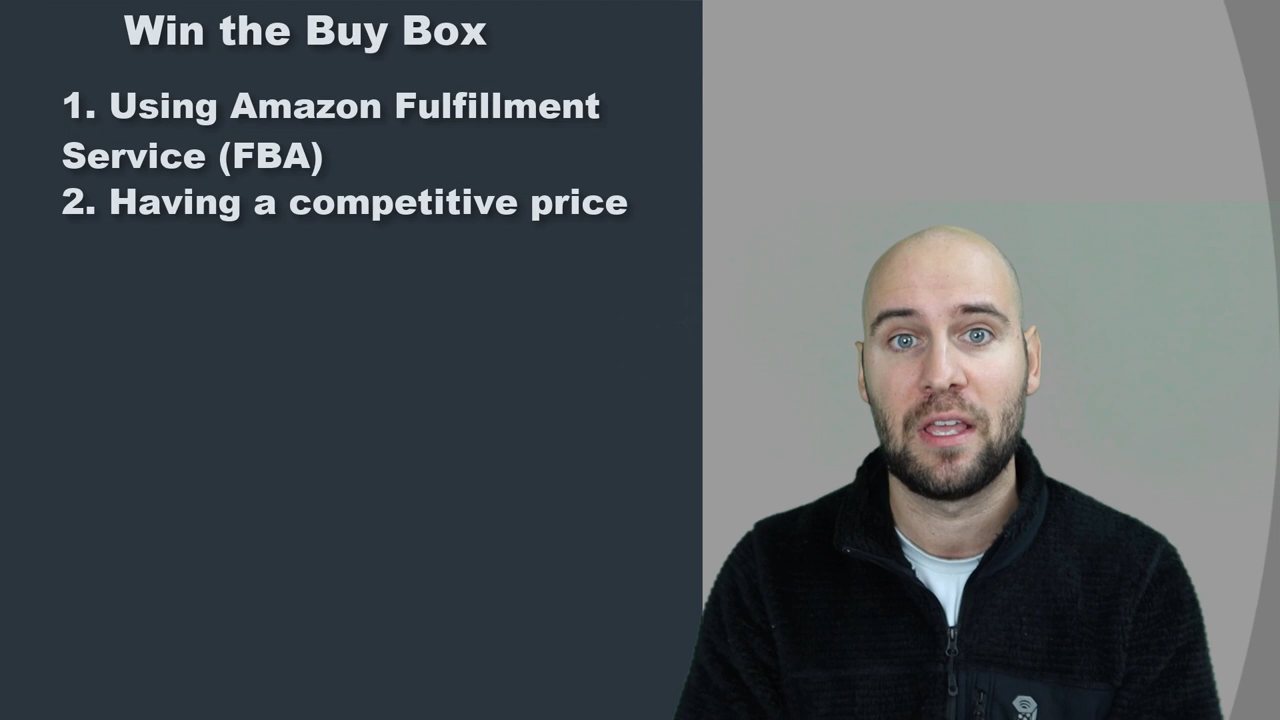 Win the Buy Box
1. Using Amazon Fulfillment
Service (FBA)
2. Having a competitive price